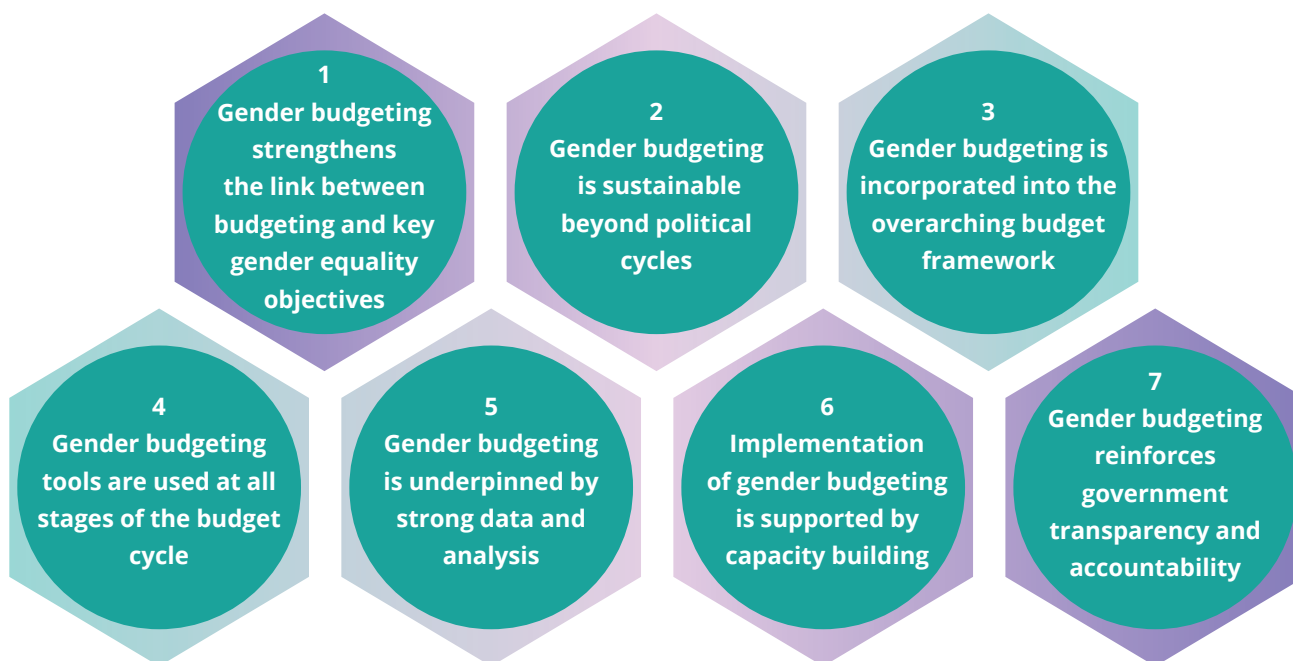 1
Gender budgeting
strengthens
the link between
budgeting and key
gender equality
objectives
2
Gender budgeting
is sustainable
beyond political
cycles
3
Gender budgeting is
incorporated into the
overarching budget
framework
4
Gender budgeting
tools are used at all
stages of the budget
cycle
5
Gender budgeting
is underpinned by
strong data and
analysis
6
Implementation
of gender budgeting
is supported by
capacity building
7
Gender budgeting
reinforces
government
transparency and
accountability